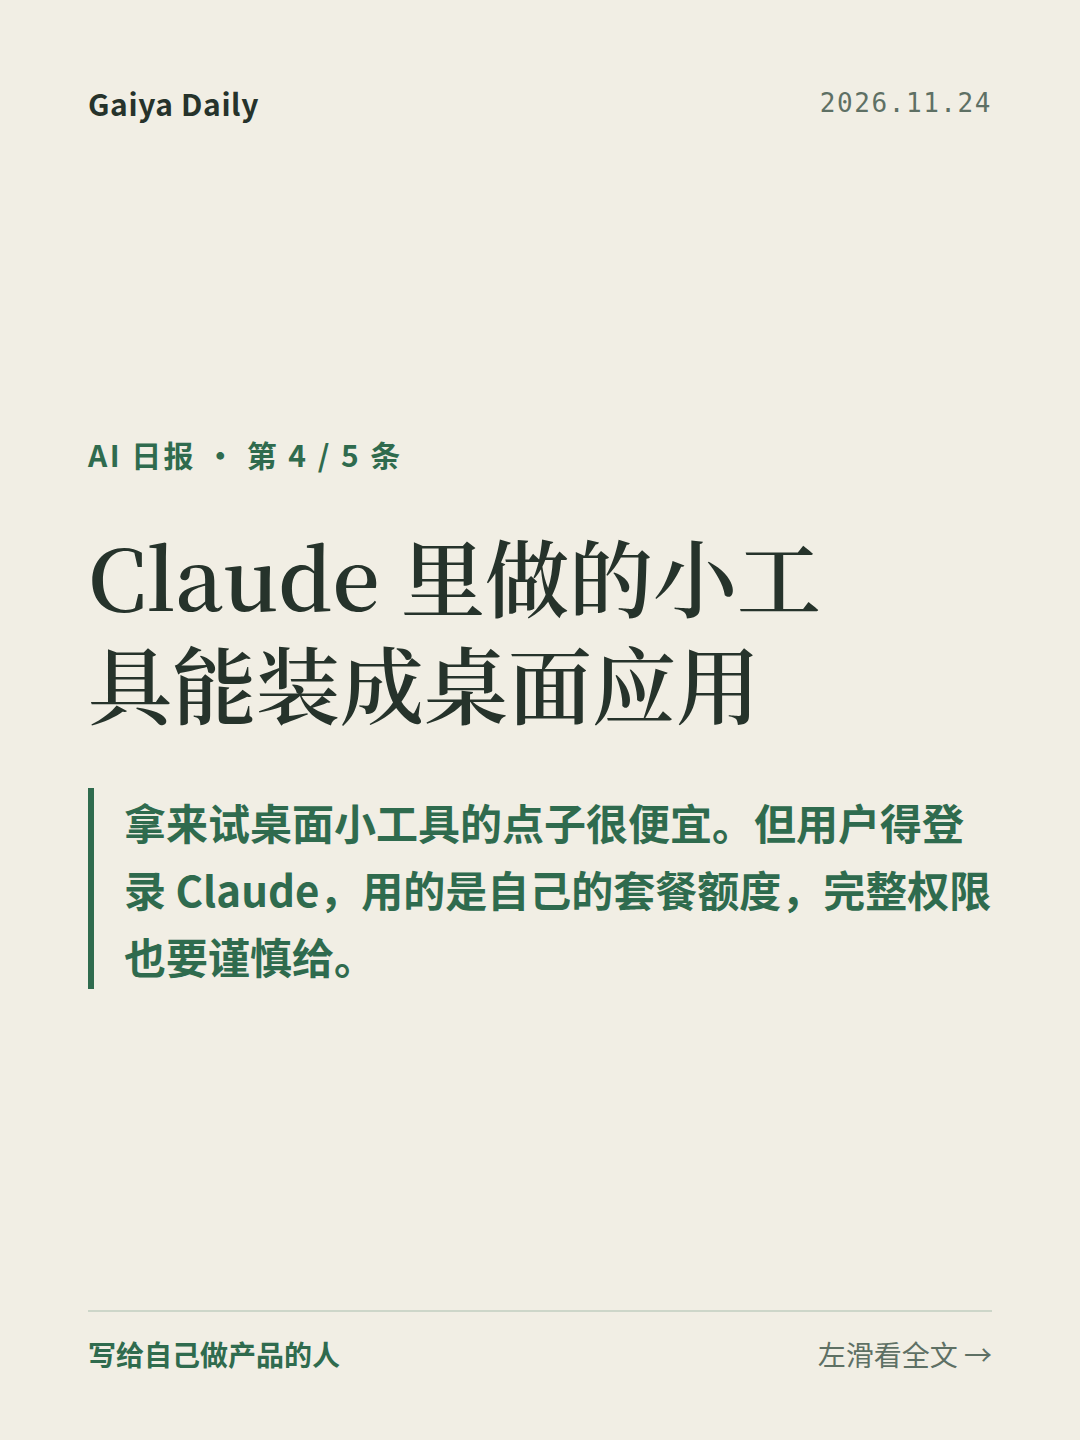 Gaiya Daily
2026.11.24
AI 日报 · 第 4 / 5 条
Claude 里做的小工
具能装成桌面应用
拿来试桌面小工具的点子很便宜。但用户得登
录 Claude，用的是自己的套餐额度，完整权限
也要谨慎给。
写给自己做产品的人
左滑看全文 →